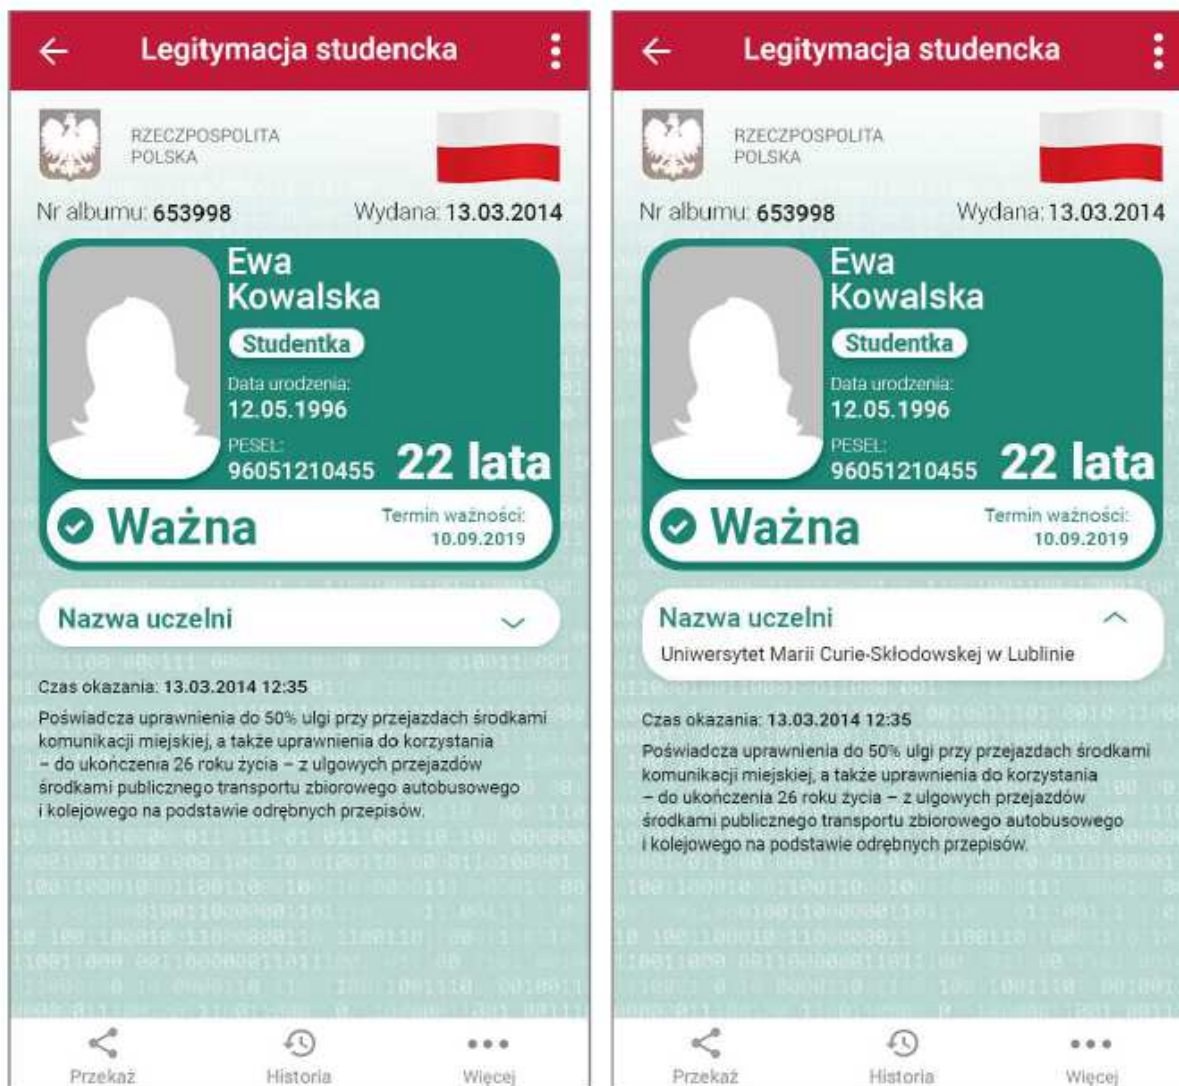 Legitymacja studencka
RZECZPOSPOLITA
POLSKA
Nr albumu: 653998 Wydana: 13.03.2014
Ewa
Kowalska
Studentka
Data urodzenia:
12.05.1996
PESEL:
96051210455 22 lata
Ważna Termin ważności:
10.09.2019
Nazwa uczelni
Czas okazania: 13.03.2014 12:35
Poświadcza uprawnienia do 50% ulgi przy przejazdach środkami
komunikacji miejskiej, a także uprawnienia do korzystania
– do ukończenia 26 roku życia – z ulgowych przejazdów
środkami publicznego transportu zbiorowego autobusowego
i kolejowego na podstawie odrębnych przepisów.
Przekaż Historia Więcej
Legitymacja studencka
RZECZPOSPOLITA
POLSKA
Nr albumu: 653998 Wydana: 13.03.2014
Ewa
Kowalska
Studentka
Data urodzenia:
12.05.1996
PESEL:
96051210455 22 lata
Ważna Termin ważności:
10.09.2019
Nazwa uczelni
Uniwersytet Marii Curie-Skłodowskej w Lublinie
Czas okazania: 13.03.2014 12:35
Poświadcza uprawnienia do 50% ulgi przy przejazdach środkami
komunikacji miejskiej, a także uprawnienia do korzystania
– do ukończenia 26 roku życia – z ulgowych przejazdów
środkami publicznego transportu zbiorowego autobusowego
i kolejowego na podstawie odrębnych przepisów.
Przekaż Historia Więcej